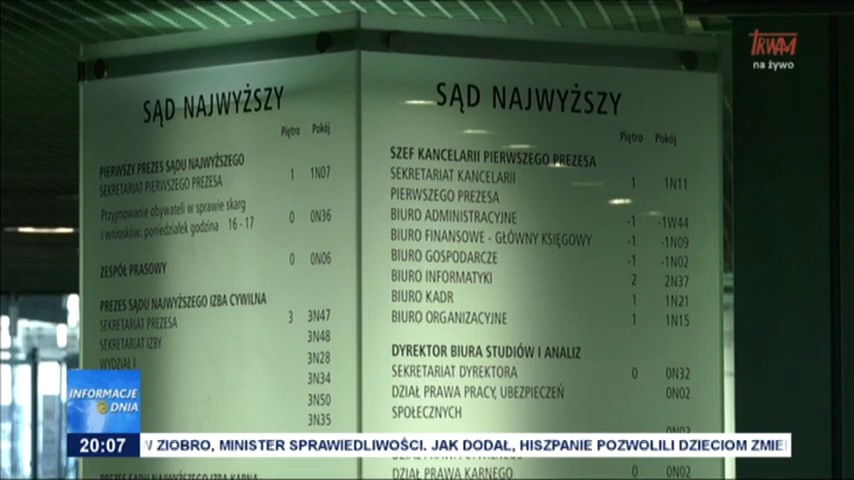 SĄD NAJWYŻSZY
Piętro Pokój
PIERWSZY PREZES SĄDU NAJWYŻSZEGO
SEKRETARIAT PIERWSZEGO PREZESA 1 1N07
Przyjmowanie obywateli w sprawie skarg
i wniosków: poniedziałek godzina 16 - 17 0 0N36
ZESPÓŁ PRASOWY 0 0N06
PREZES SĄDU NAJWYŻSZEGO IZBA CYWILNA
SEKRETARIAT PREZESA 3 3N47
SEKRETARIAT IZBY 3N48
WYDZIAŁ I 3N28
3N34
3N50
3N35
SĄD NAJWYŻSZY
Piętro Pokój
SZEF KANCELARII PIERWSZEGO PREZESA
SEKRETARIAT KANCELARII 1 1N11
PIERWSZEGO PREZESA
BIURO ADMINISTRACYJNE -1 -1W44
BIURO FINANSOWE - GŁÓWNY KSIĘGOWY -1 -1N09
BIURO GOSPODARCZE -1 -1N02
BIURO INFORMATYKI 2 2N37
BIURO KADR 1 1N21
BIURO ORGANIZACYJNE 1 1N15
DYREKTOR BIURA STUDIÓW I ANALIZ
SEKRETARIAT DYREKTORA 0 0N32
DZIAŁ PRAWA PRACY, UBEZPIECZEŃ 0N02
SPOŁECZNYCH
DZIAŁ PRAWA KARNEGO 0 0N02
TRWAM
na żywo
INFORMACJE
DNIA
20:07 W ZIOBRO, MINISTER SPRAWIEDLIWOŚCI. JAK DODAŁ, HISZPANIE POZWOLILI DZIECIOM ZMIE